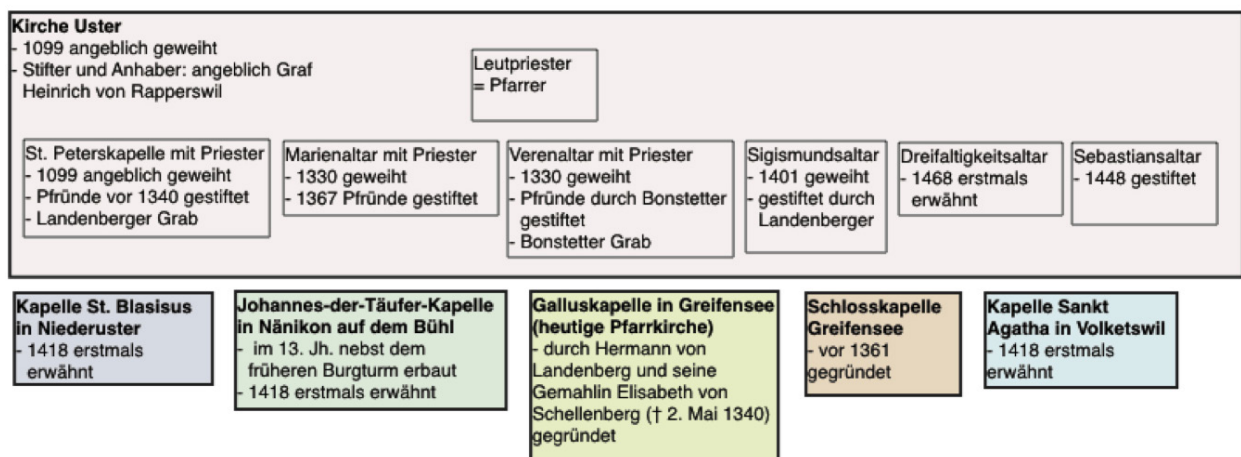 Kirche Uster
- 1099 angeblich geweiht
- Stifter und Anhaber: angeblich Graf
Heinrich von Rapperswil
Leutpriester
= Pfarrer
St. Peterskapelle mit Priester
- 1099 angeblich geweiht
- Pfründe vor 1340 gestiftet
- Landenberger Grab
Marienaltar mit Priester
- 1330 geweiht
- 1367 Pfründe gestiftet
Verenaltar mit Priester
- 1330 geweiht
- Pfründe durch Bonstetter
gestiftet
- Bonstetter Grab
Sigismundsaltar
- 1401 geweiht
- gestiftet durch
Landenberger
Dreifaltigkeitsaltar
- 1468 erstmals
erwähnt
Sebastiansaltar
- 1448 gestiftet
Kapelle St. Blasisus
in Niederuster
- 1418 erstmals
erwähnt
Johannes-der-Täufer-Kapelle
in Nänikon auf dem Bühl
- im 13. Jh. nebst dem
früheren Burgturm erbaut
- 1418 erstmals erwähnt
Galluskapelle in Greifensee
(heutige Pfarrkirche)
- durch Hermann von
Landenberg und seine
Gemahlin Elisabeth von
Schellenberg († 2. Mai 1340)
gegründet
Schlosskapelle
Greifensee
- vor 1361
gegründet
Kapelle Sankt
Agatha in Volketswil
- 1418 erstmals
erwähnt